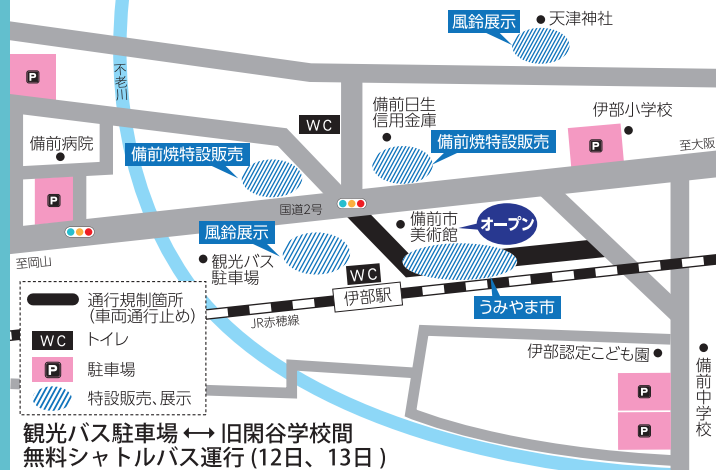 風鈴展示
天津神社
P
不老川
備前日生
信用金庫
伊部小学校
WC
備前焼特設販売
P
至大阪
備前病院
備前焼特設販売
P
国道2号
備前市
美術館
オープン
風鈴展示
至岡山
観光バス
駐車場
WC
伊部駅
うみやま市
JR赤穂線
通行規制箇所
(車両通行止め)
WC
トイレ
P
駐車場
特設販売、展示
伊部認定こども園
備前中学校
P
P
観光バス駐車場⟷旧閑谷学校間
無料シャトルバス運行(12日、13日)